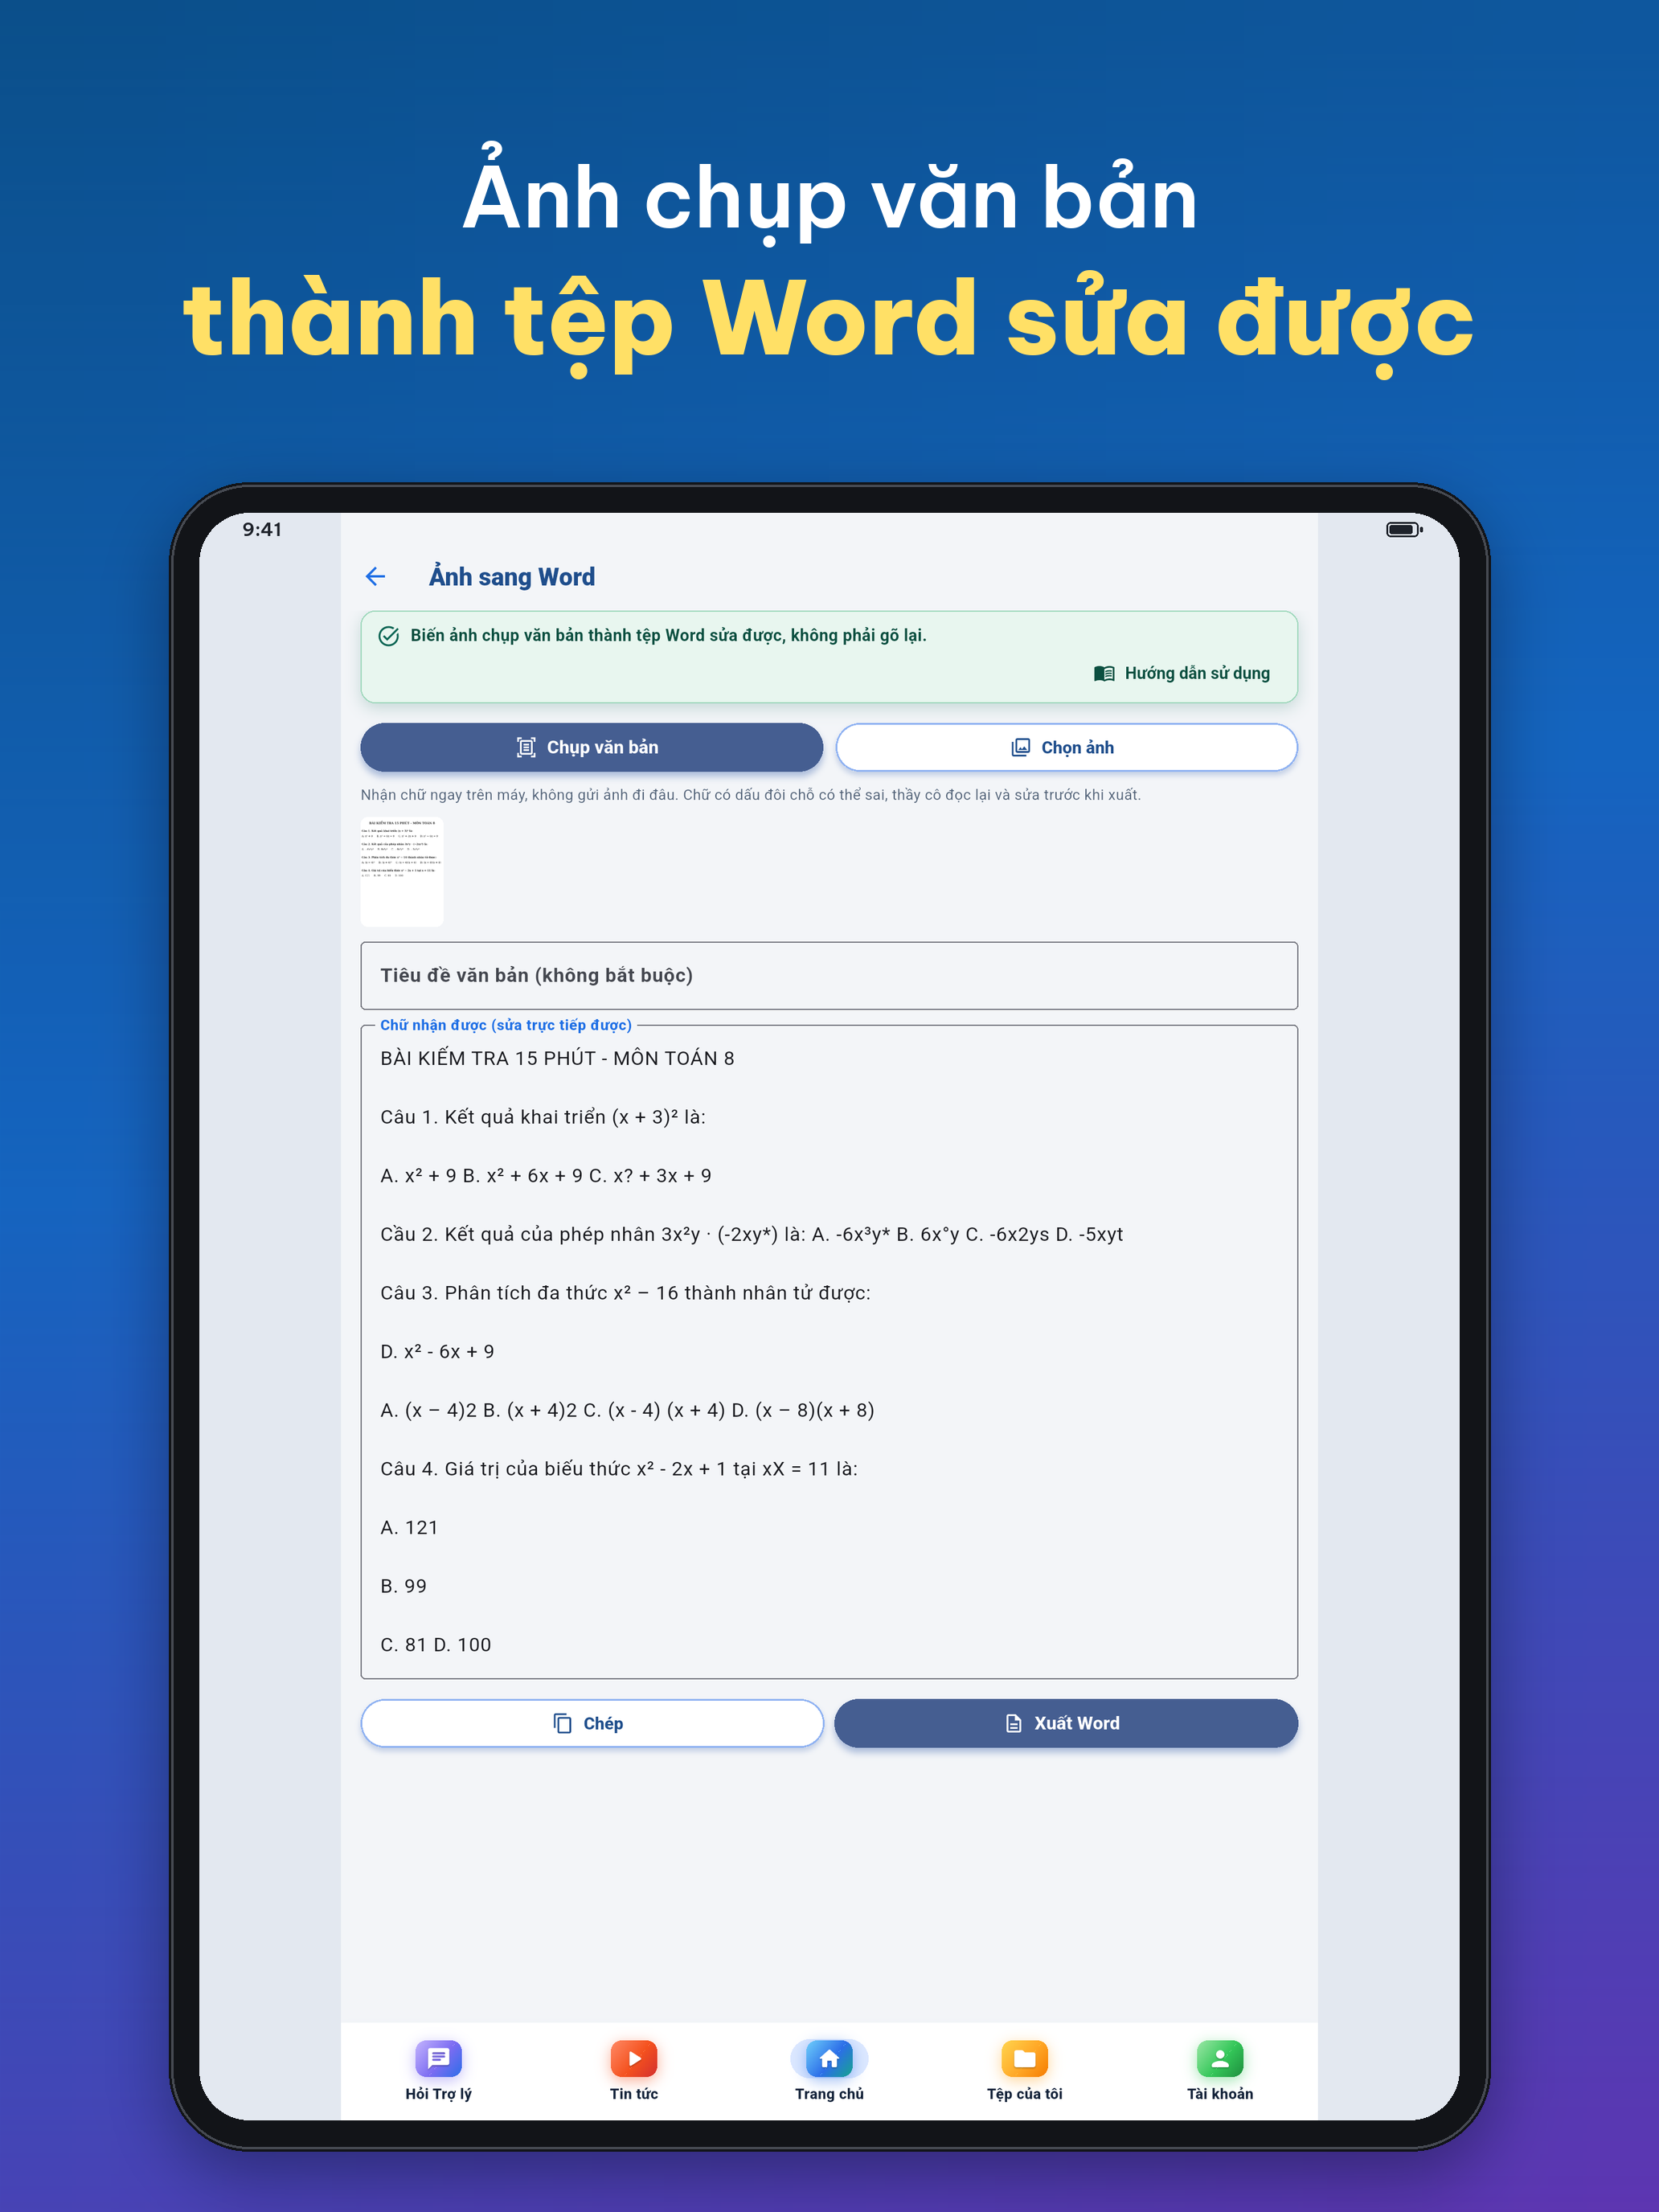 Ảnh chụp văn bản
thành tệp Word sửa được
9:41
Ảnh sang Word
Biến ảnh chụp văn bản thành tệp Word sửa được, không phải gõ lại.
Hướng dẫn sử dụng
Chụp văn bản
Chọn ảnh
Nhận chữ ngay trên máy, không gửi ảnh đi đâu. Chữ có dấu đôi chỗ có thể sai, thầy cô đọc lại và sửa trước khi xuất.
BÀI KIỂM TRA 15 PHÚT - MÔN TOÁN 8
Tiêu đề văn bản (không bắt buộc)
Chữ nhận được (sửa trực tiếp được)
BÀI KIẾM TRA 15 PHÚT - MÔN TOÁN 8
Câu 1. Kết quả khai triển (x + 3)² là:
A. x² + 9 B. x² + 6x + 9 C. x? + 3x + 9
Cầu 2. Kết quả của phép nhân 3x²y · (-2xy*) là: A. -6x³y* B. 6x°y C. -6x2ys D. -5xyt
Câu 3. Phân tích đa thức x² – 16 thành nhân tử được:
D. x² - 6x + 9
A. (x – 4)2 B. (x + 4)2 C. (x - 4) (x + 4) D. (x – 8)(x + 8)
Câu 4. Giá trị của biếu thức x² - 2x + 1 tại xX = 11 là:
A. 121
B. 99
C. 81 D. 100
Chép
Xuất Word
Hỏi Trợ lý
Tin tức
Trang chủ
Tệp của tôi
Tài khoản